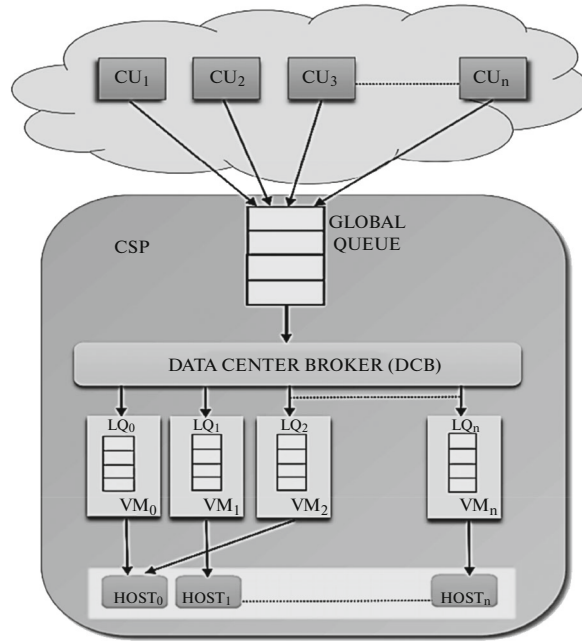 CU₁ CU₂ CU₃ CUₙ
GLOBAL
QUEUE
CSP
DATA CENTER BROKER (DCB)
LQ₀ LQ₁ LQ₂ LQₙ
VM₀ VM₁ VM₂ VMₙ
HOST₀ HOST₁ HOSTₙ